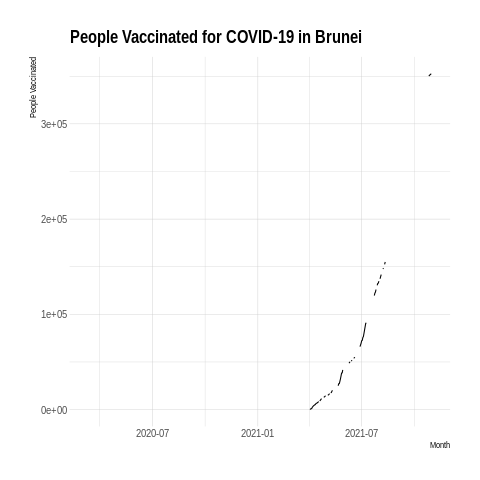 People Vaccinated for COVID-19 in Brunei
People Vaccinated
3e+05
2e+05
1e+05
0e+00
2020-07 2021-01 2021-07
Month